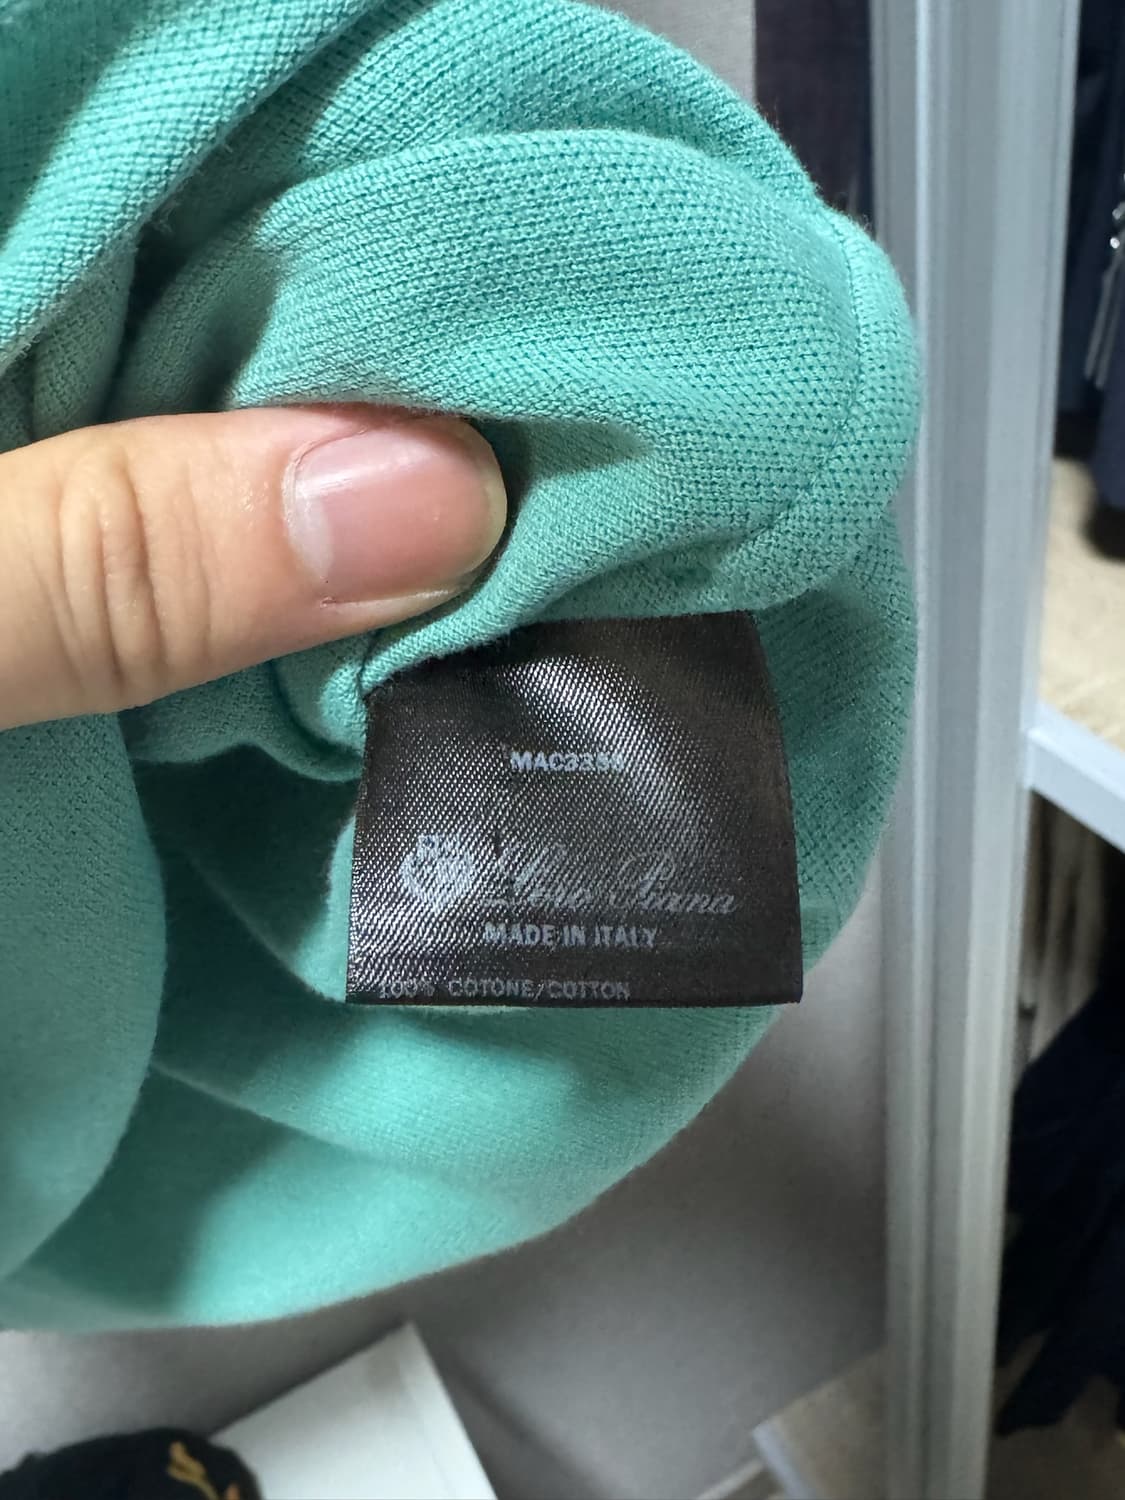 Loro Piana
MADE IN ITALY
100% COTONE/COTTON